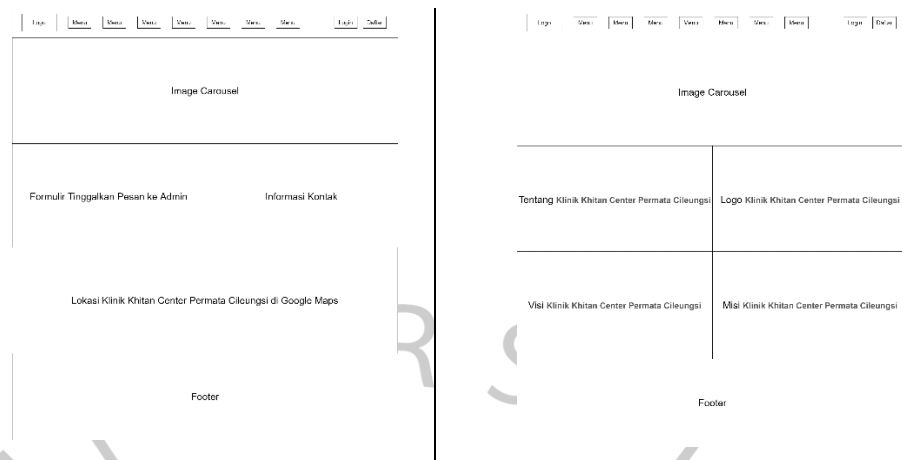 Logo Menu Menu Menu Menu Menu Menu Menu Login Daftar
Image Carousel
Formulir Tinggalkan Pesan ke Admin Informasi Kontak
Lokasi Klinik Khitan Center Permata Cileungsi di Google Maps
Footer
Logo Menu Menu Menu Menu Menu Menu Menu Login Daftar
Image Carousel
Tentang Klinik Khitan Center Permata Cileungsi Logo Klinik Khitan Center Permata Cileungsi
Visi Klinik Khitan Center Permata Cileungsi Misi Klinik Khitan Center Permata Cileungsi
Footer